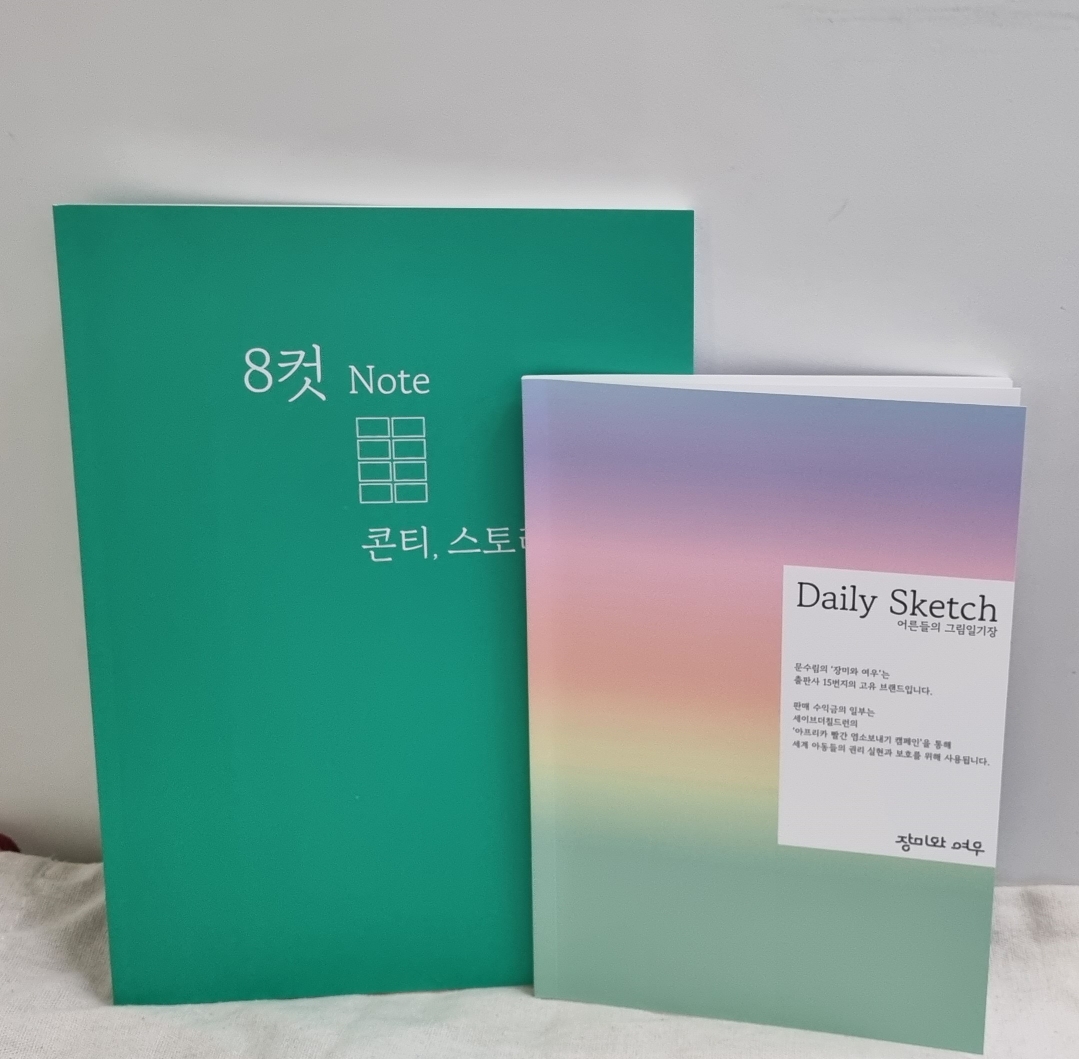 8컷 Note
콘티, 스토
Daily Sketch
어른들의 그림일기장
문수림의 '장미와 여우'는
출판사 15번지의 고유 브랜드입니다.
판매 수익금의 일부는
세이브더칠드런의
'아프리카 빨간 염소보내기 캠페인'을 통해
세계 아동들의 권리 실현과 보호를 위해 사용됩니다.
장미와 여우